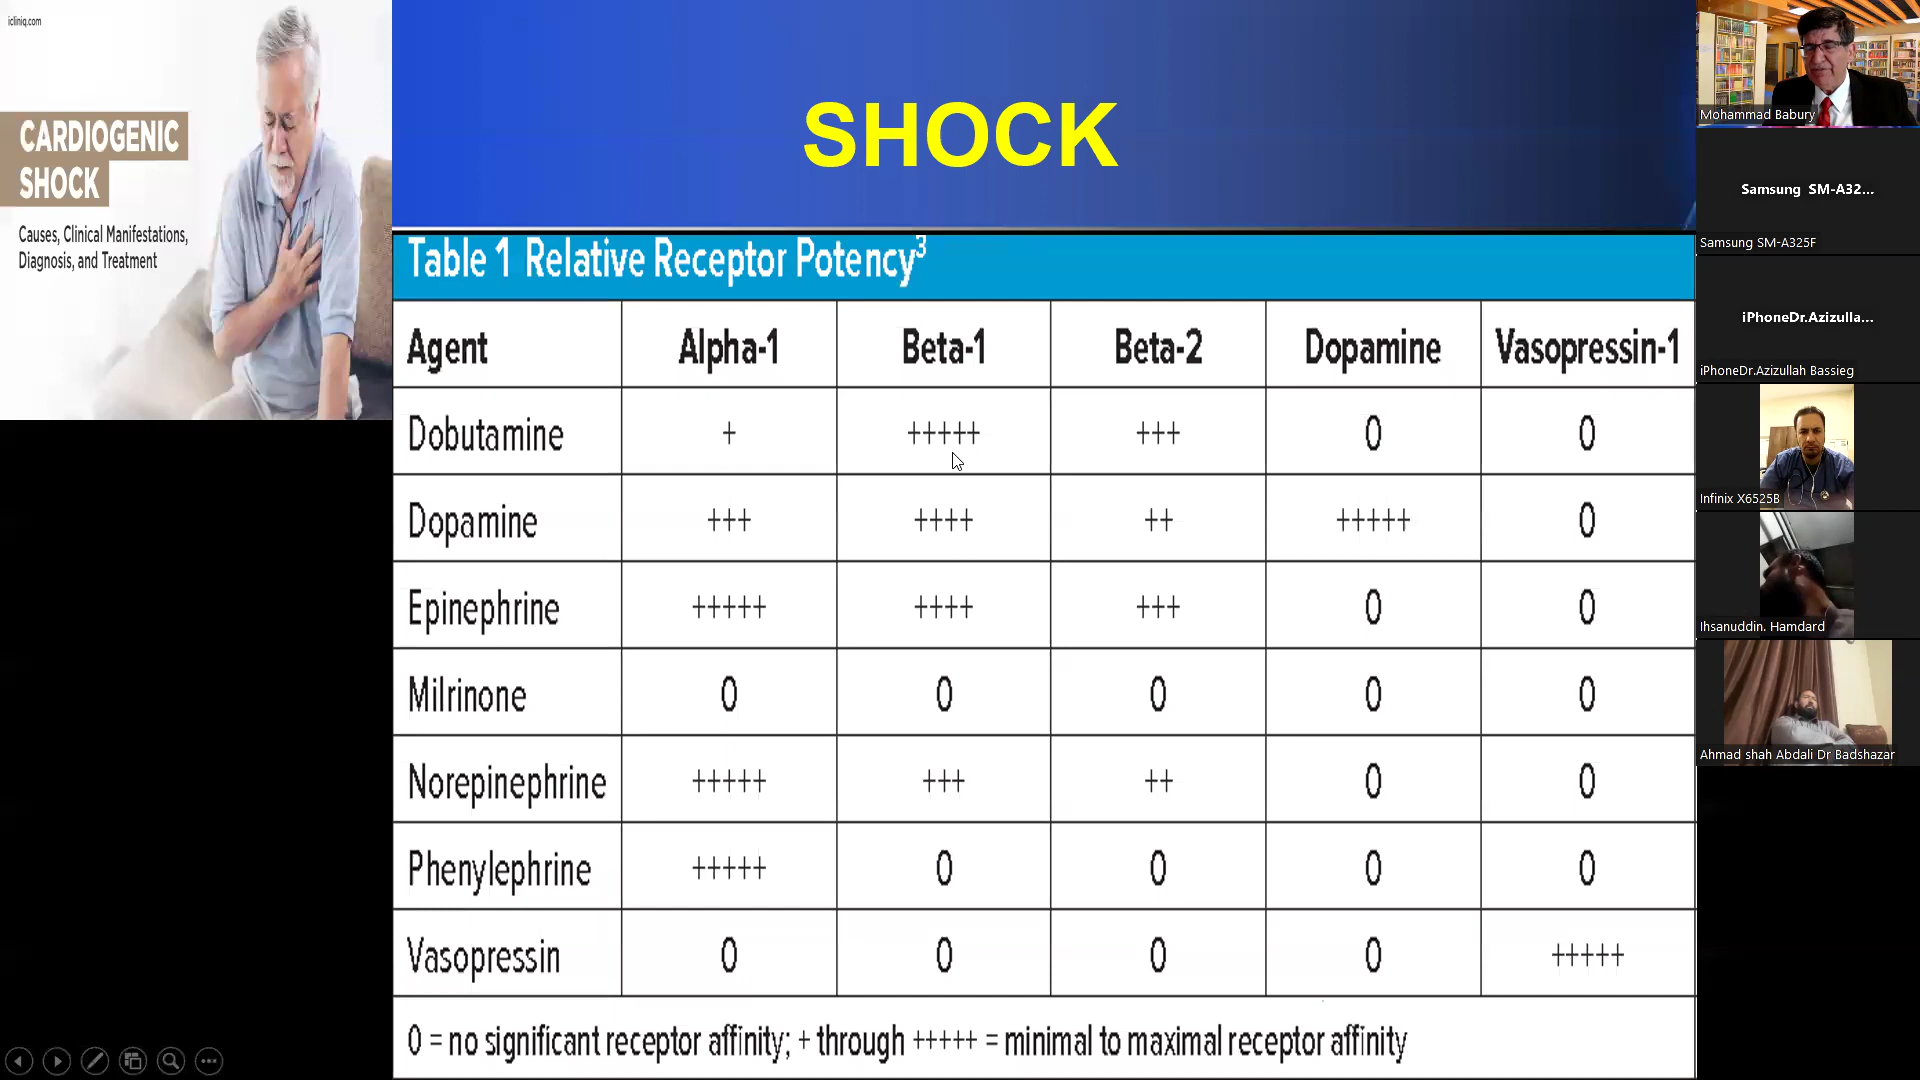 icliniq.com
CARDIOGENIC
SHOCK
Causes, Clinical Manifestations,
Diagnosis, and Treatment
SHOCK
Table 1 Relative Receptor Potency³
Agent Alpha-1 Beta-1 Beta-2 Dopamine Vasopressin-1
Dobutamine + +++++ +++ 0 0
Dopamine +++ ++++ ++ +++++ 0
Epinephrine +++++ ++++ +++ 0 0
Milrinone 0 0 0 0 0
Norepinephrine +++++ +++ ++ 0 0
Phenylephrine +++++ 0 0 0 0
Vasopressin 0 0 0 0 +++++
0 = no significant receptor affinity; + through +++++ = minimal to maximal receptor affinity
Mohammad Babury
Samsung SM-A32...
Samsung SM-A325F
iPhoneDr.Azizulla...
iPhoneDr.Azizullah Bassieg
Infinix X6525B
Ihsanuddin. Hamdard
Ahmad shah Abdali Dr Badshazar